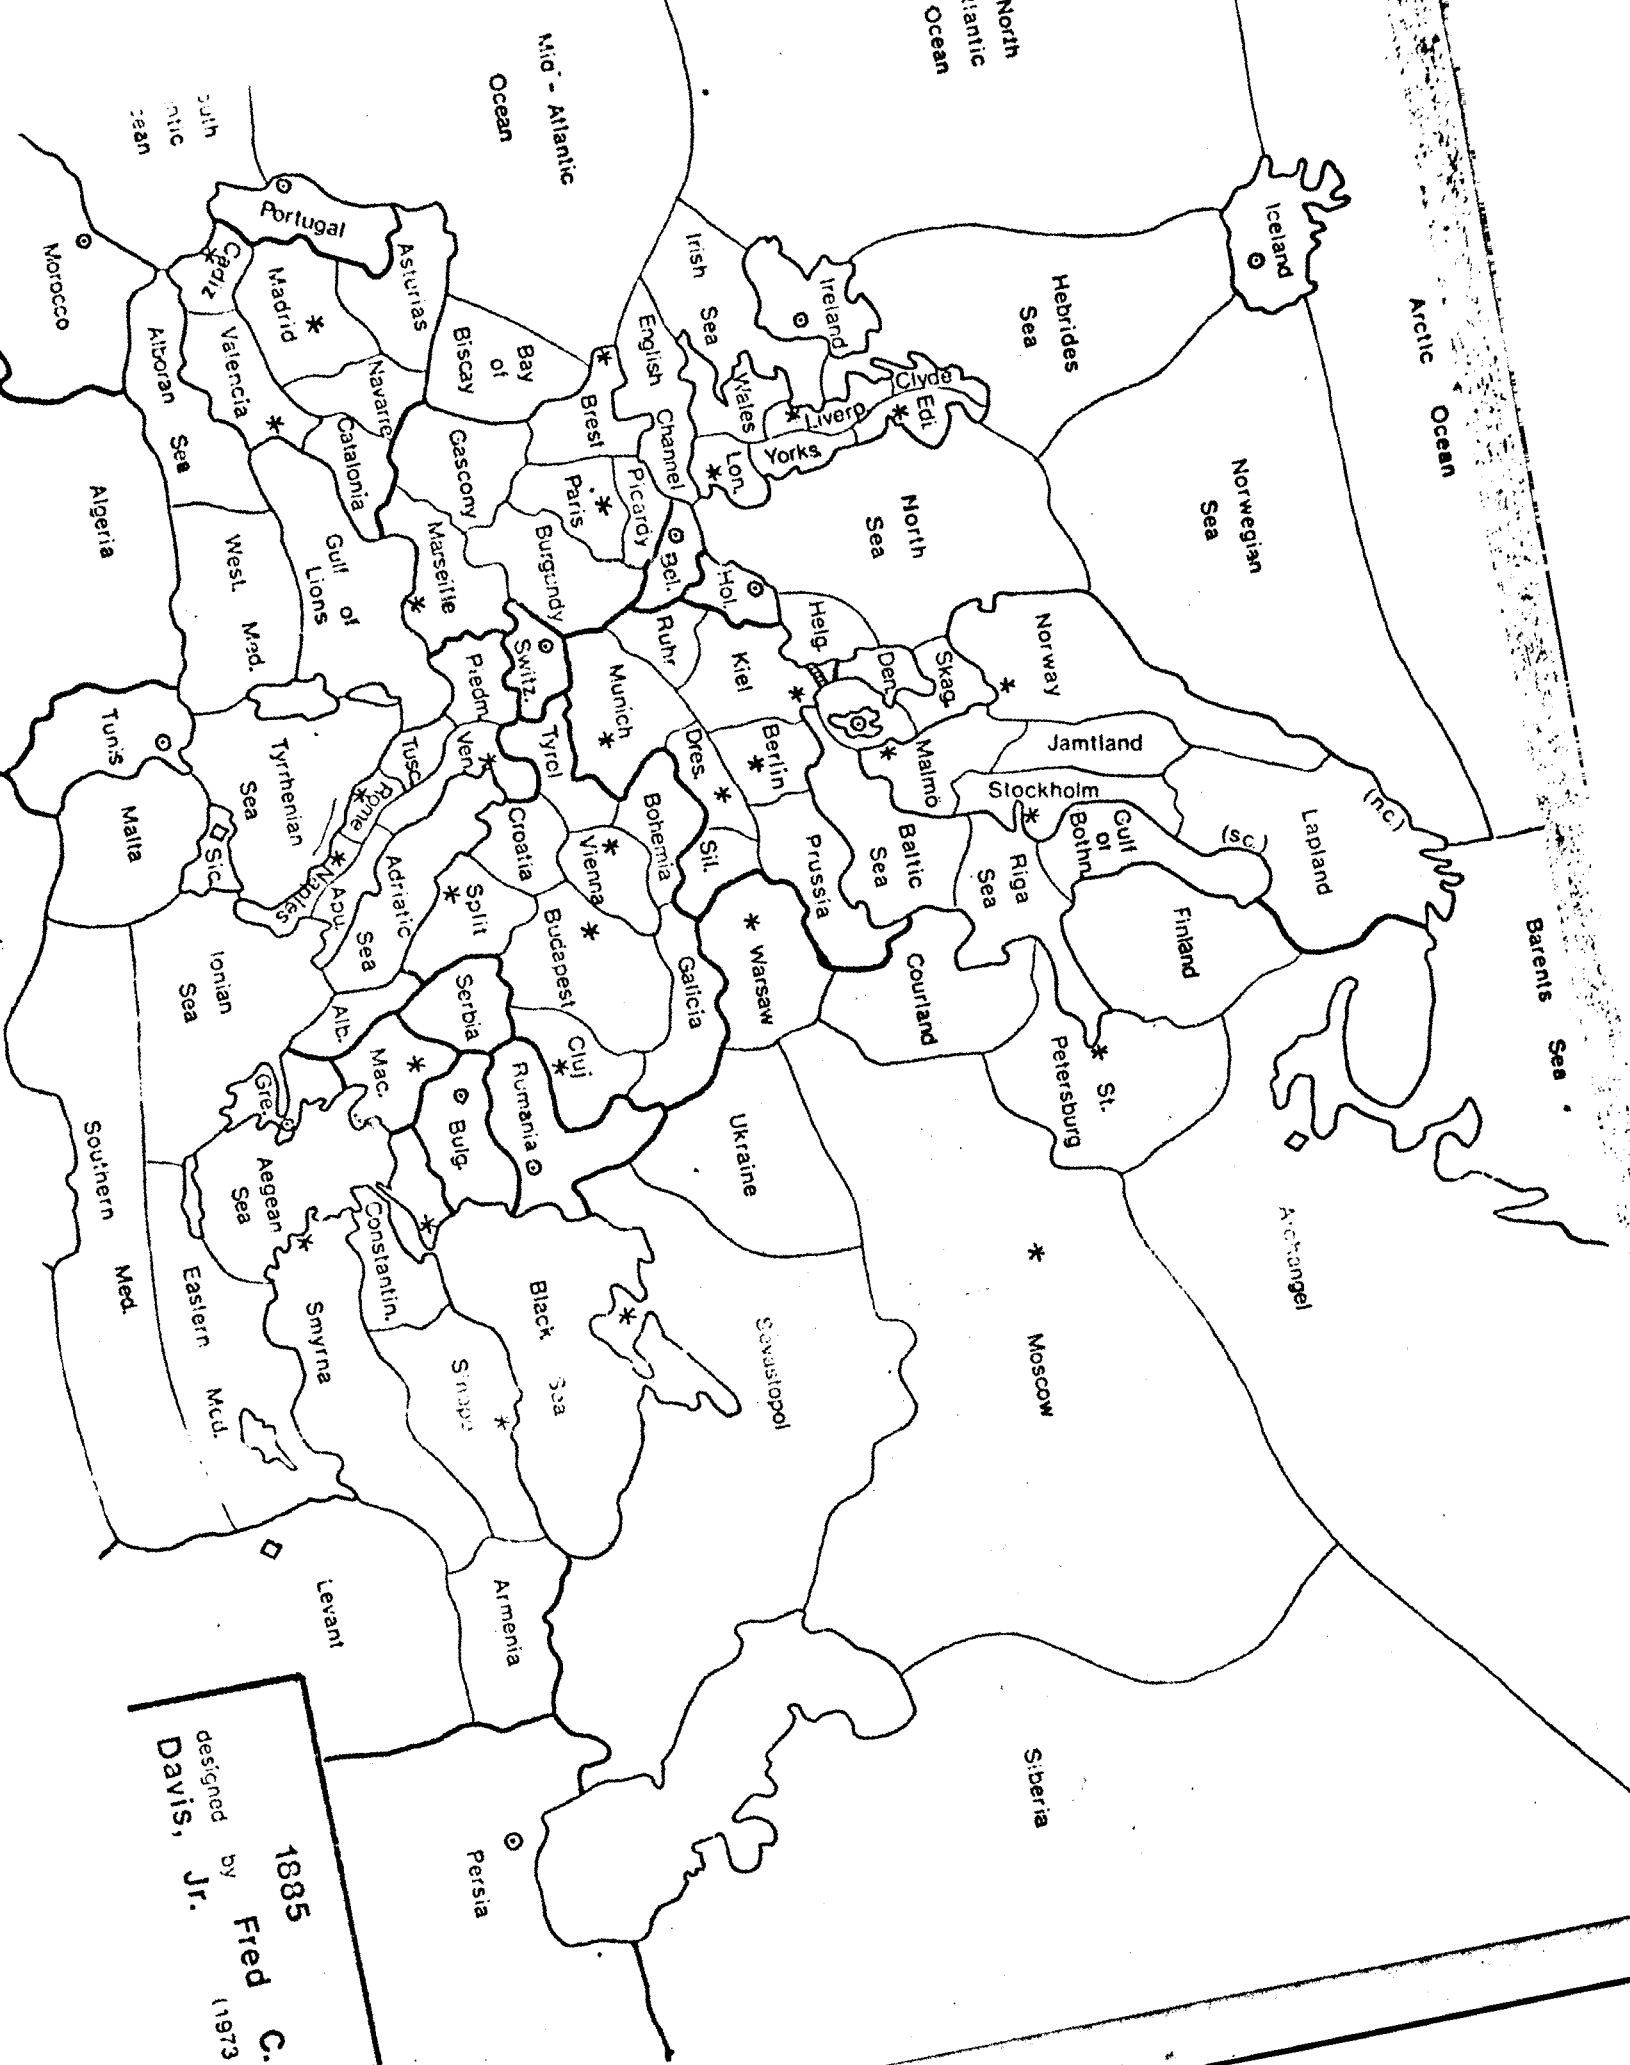 Arctic Ocean
North
Ocean
Iceland
Norwegian
Sea
Barents Sea
Hebrides
Sea
Mid - Atlantic
Ocean
Irish
Sea
Ireland
Clyde
Edi.
Liverp.
Wales
Yorks.
Lon.
English Channel
North
Sea
Norway
(n.c.)
Lapland
(s.c.)
Jamtland
Stockholm
Gulf
of
Bothn.
Finland
Skag.
Den.
Helg.
Malmö
Baltic
Sea
Riga
Sea
St.
Petersburg
Archangel
Courland
Moscow
Siberia
Hol.
Bel.
Kiel
Ruhr
Berlin
Prussia
Munich
Dres.
Sil.
Warsaw
Ukraine
Sevastopol
Bay
of
Biscay
Brest
Picardy
Paris
Gascony
Burgundy
Marseille
Switz.
Tyrol
Bohemia
Vienna
Galicia
Budapest
Croatia
Split
Serbia
Cluj
Rumania
Bulg.
Black Sea
Asturias
Portugal
Madrid
Navarre
Catalonia
Cadiz
Valencia
Gulf of
Lions
Piedm.
Ven.
Tusc.
Rome
Naples
Apu.
Adriatic
Sea
Alb.
Mac.
Gre.
Aegean
Sea
Constantin.
Sinope
Smyrna
Armenia
Morocco
Alboran Sea
Algeria
West. Med.
Tunis
Tyrrhenian
Sea
Sic.
Malta
Ionian
Sea
Southern Med.
Eastern Med.
Levant
Persia
1885
designed by Fred C.
Davis, Jr. (1973